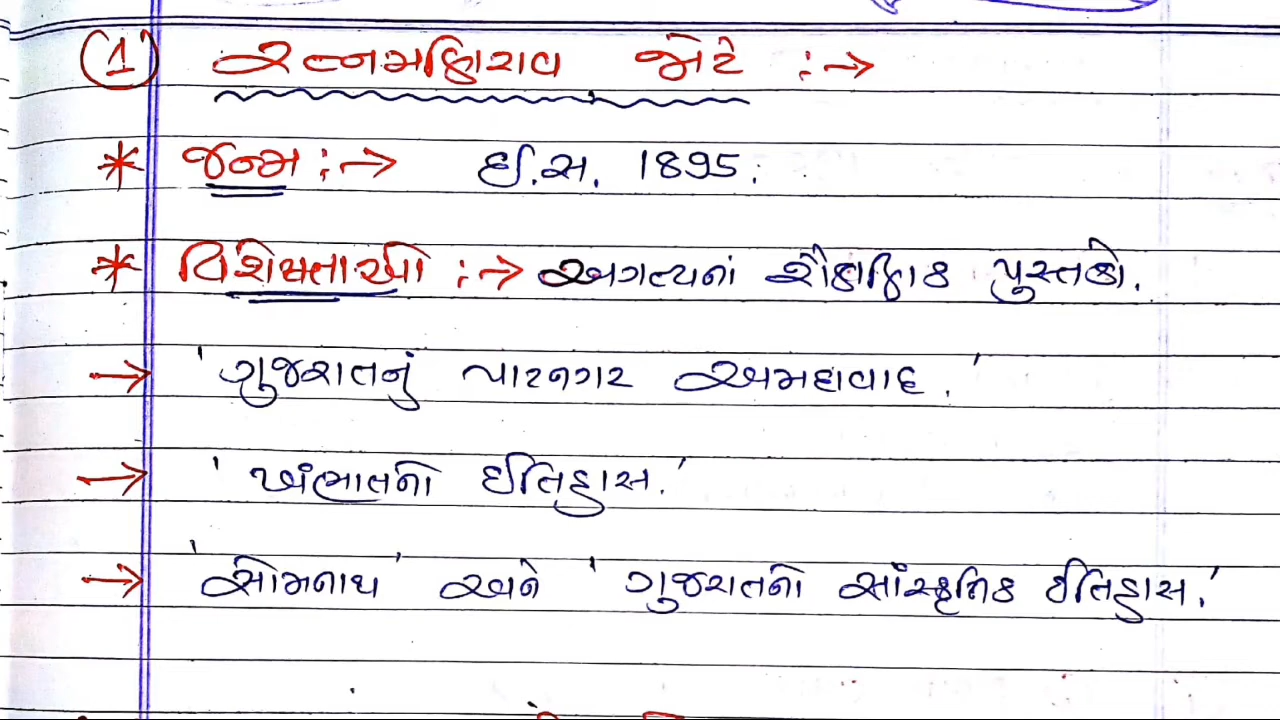 (1) રત્નમણિરાવ જોટે :→
* જન્મ :→ ઈ.સ. 1895.
* વિશેષતાઓ :→ અગત્યનાં શૈક્ષણિક પુસ્તકો.
→ 'ગુજરાતનું પાટનગર અમદાવાદ.'
→ 'ખંભાતનો ઈતિહાસ.'
→ 'સોમનાથ' અને 'ગુજરાતનો સાંસ્કૃતિક ઈતિહાસ.'